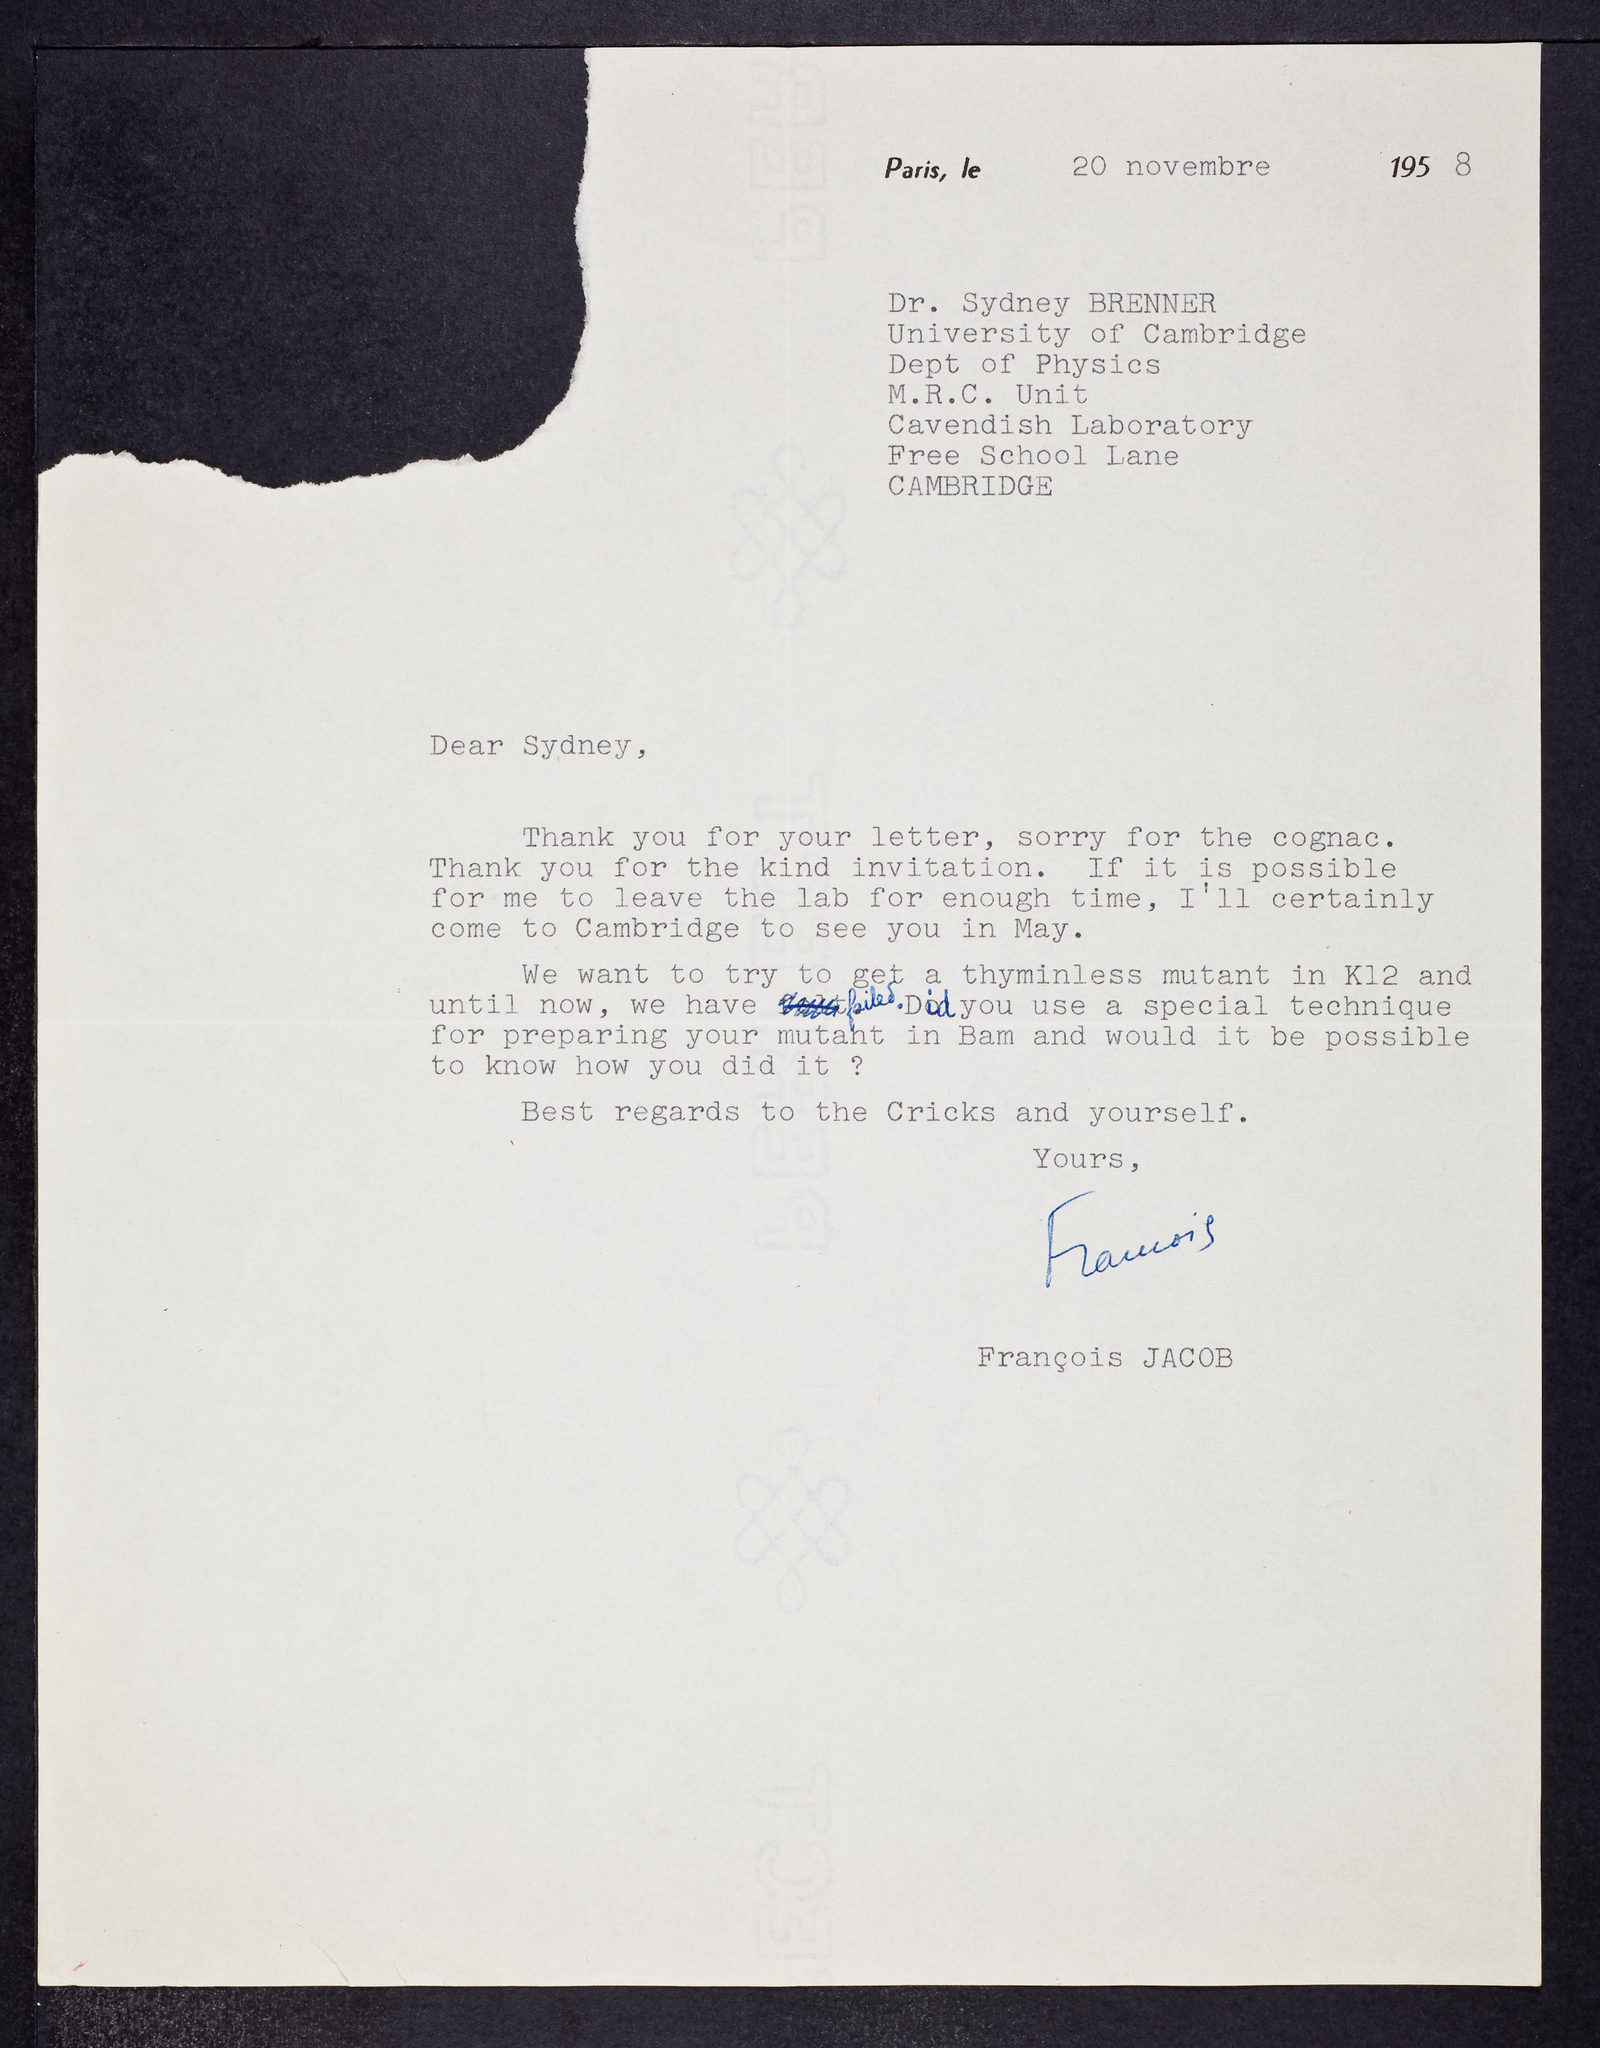 Paris, le 20 novembre 195 8
Dr. Sydney BRENNER
University of Cambridge
Dept of Physics
M.R.C. Unit
Cavendish Laboratory
Free School Lane
CAMBRIDGE
Dear Sydney,
Thank you for your letter, sorry for the cognac.
Thank you for the kind invitation. If it is possible
for me to leave the lab for enough time, I'll certainly
come to Cambridge to see you in May.
We want to try to get a thyminless mutant in K12 and
until now, we have failed. Did you use a special technique
for preparing your mutant in Bam and would it be possible
to know how you did it ?
Best regards to the Cricks and yourself.
Yours,
Francois
François JACOB